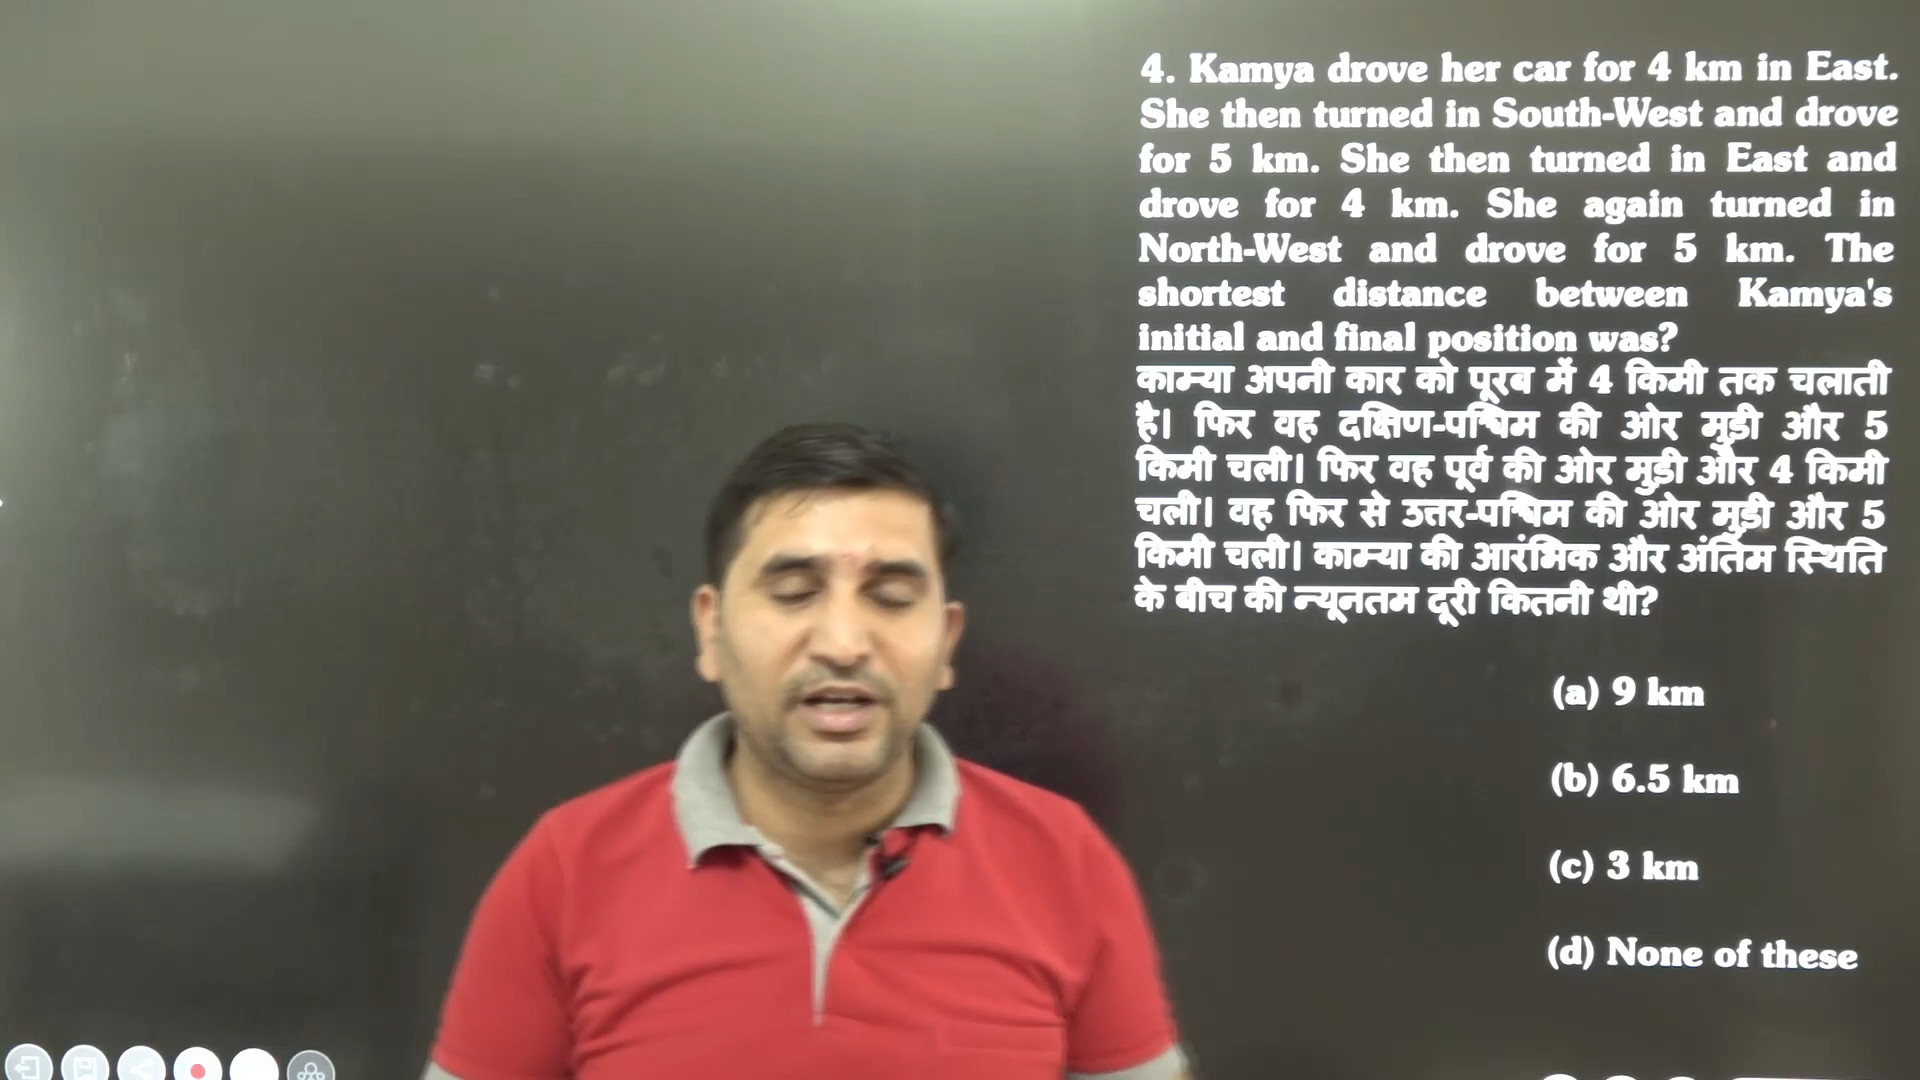 4. Kamya drove her car for 4 km in East.
She then turned in South-West and drove
for 5 km. She then turned in East and
drove for 4 km. She again turned in
North-West and drove for 5 km. The
shortest distance between Kamya's
initial and final position was?
काम्या अपनी कार को पूरब में 4 किमी तक चलाती
है। फिर वह दक्षिण-पश्चिम की ओर मुड़ी और 5
किमी चली। फिर वह पूर्व की ओर मुड़ी और 4 किमी
चली। वह फिर से उत्तर-पश्चिम की ओर मुड़ी और 5
किमी चली। काम्या की आरंभिक और अंतिम स्थिति
के बीच की न्यूनतम दूरी कितनी थी?
(a) 9 km
(b) 6.5 km
(c) 3 km
(d) None of these